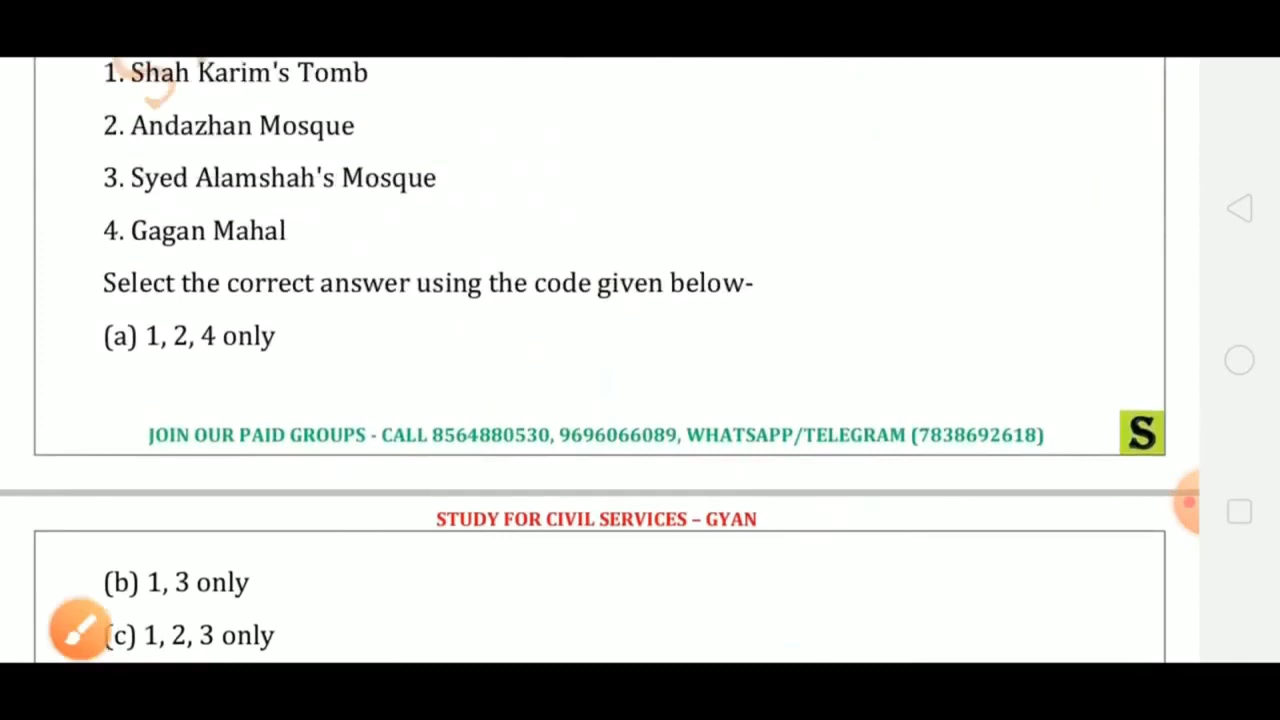 1. Shah Karim's Tomb
2. Andazhan Mosque
3. Syed Alamshah's Mosque
4. Gagan Mahal
Select the correct answer using the code given below-
(a) 1, 2, 4 only
JOIN OUR PAID GROUPS - CALL 8564880530, 9696066089, WHATSAPP/TELEGRAM (7838692618)
S
STUDY FOR CIVIL SERVICES – GYAN
(b) 1, 3 only
(c) 1, 2, 3 only